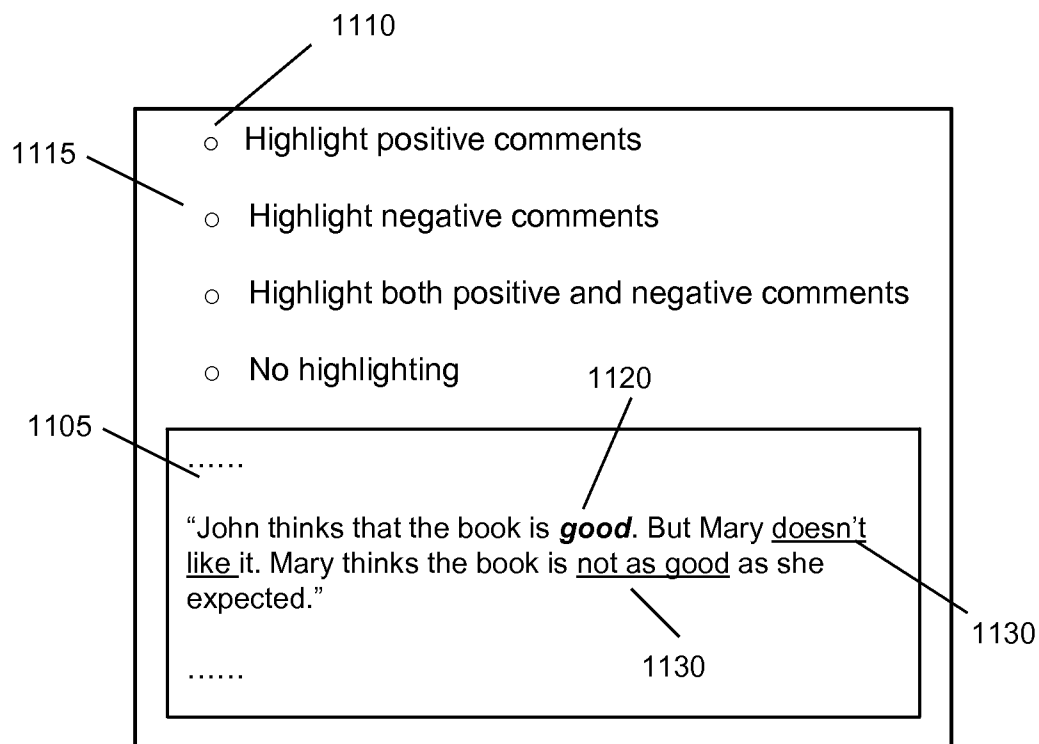 1110
Highlight positive comments
1115
Highlight negative comments
Highlight both positive and negative comments
No highlighting
1120
1105
......
“John thinks that the book is good. But Mary doesn’t
like it. Mary thinks the book is not as good as she
expected.”
1130
1130
......